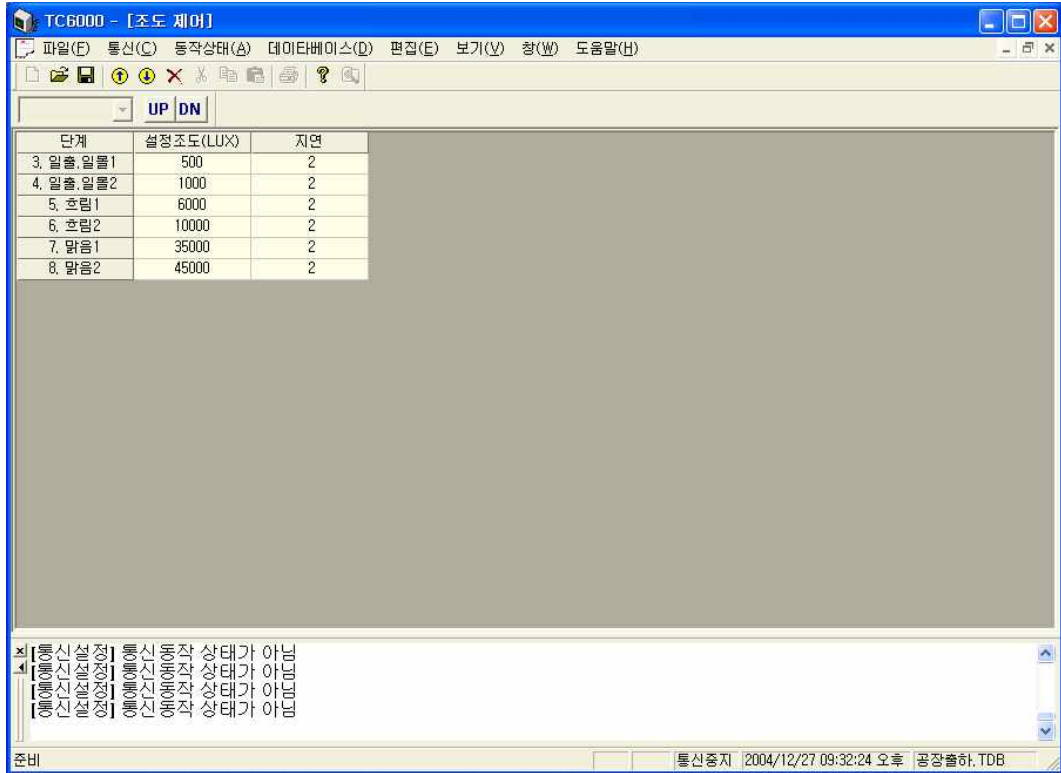 TC6000 - [조도 제어]
파일(F) 통신(C) 동작상태(A) 데이타베이스(D) 편집(E) 보기(V) 창(W) 도움말(H)
UP DN
단계 설정조도(LUX) 지연
3. 일출.일몰1 500 2
4. 일출.일몰2 1000 2
5. 흐림1 6000 2
6. 흐림2 10000 2
7. 맑음1 35000 2
8. 맑음2 45000 2
[통신설정] 통신동작 상태가 아님
[통신설정] 통신동작 상태가 아님
[통신설정] 통신동작 상태가 아님
[통신설정] 통신동작 상태가 아님
준비 통신중지 2004/12/27 09:32:24 오후 공장출하.TDB